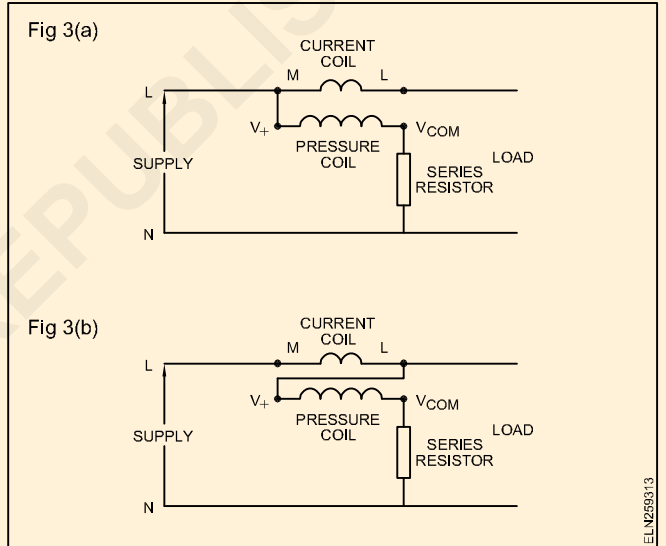 Fig 3(a)
CURRENT
COIL
M L
L
V+ VCOM
PRESSURE
COIL
SUPPLY
LOAD
SERIES
RESISTOR
N
Fig 3(b)
CURRENT
COIL
M L
L
V+ VCOM
PRESSURE
COIL
SUPPLY
LOAD
SERIES
RESISTOR
N
ELN259313
REPUBLIS